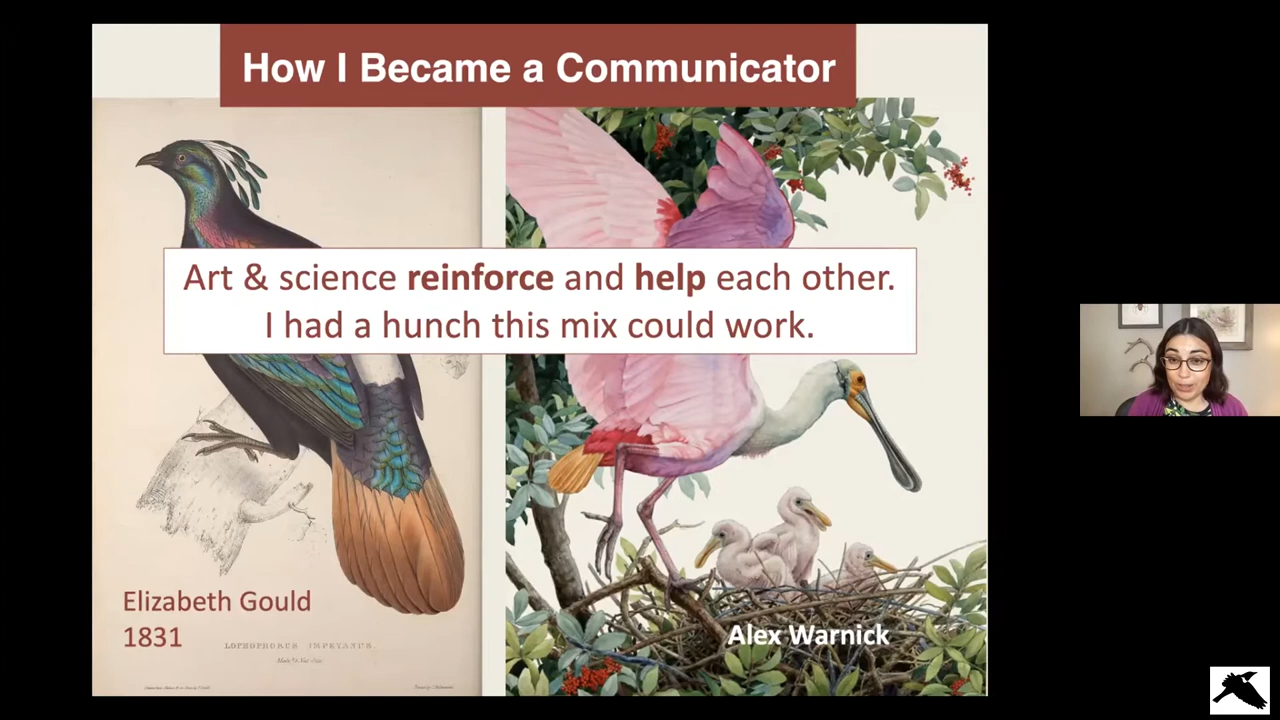 How I Became a Communicator
Art & science reinforce and help each other.
I had a hunch this mix could work.
Elizabeth Gould
1831
LOPHOPHORUS IMPEYANUS.
Alex Warnick